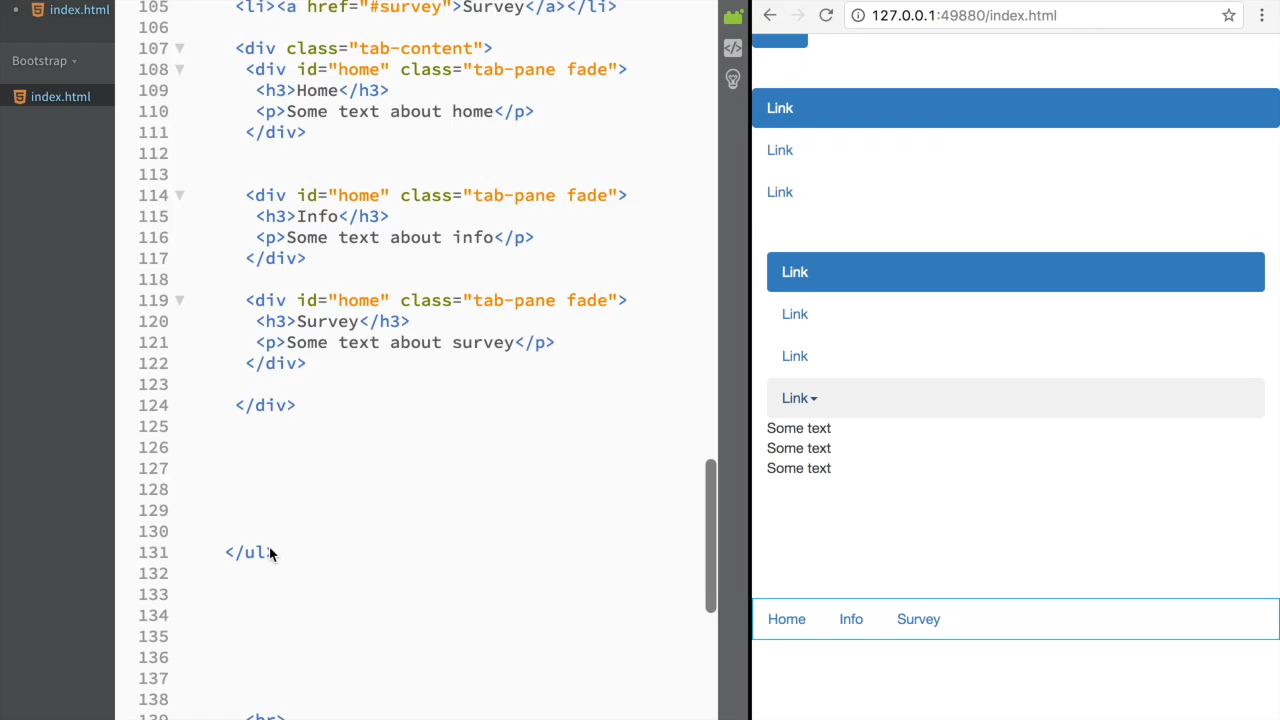 index.html
Bootstrap
index.html
105 <li><a href="#survey">Survey</a></li>
106
107 <div class="tab-content">
108 <div id="home" class="tab-pane fade">
109 <h3>Home</h3>
110 <p>Some text about home</p>
111 </div>
112
113
114 <div id="home" class="tab-pane fade">
115 <h3>Info</h3>
116 <p>Some text about info</p>
117 </div>
118
119 <div id="home" class="tab-pane fade">
120 <h3>Survey</h3>
121 <p>Some text about survey</p>
122 </div>
123
124 </div>
125
126
127
128
129
130
131 </ul>
132
133
134
135
136
137
138
139 <br>
127.0.0.1:49880/index.html
Link
Link
Link
Link
Link
Link
Link
Some text
Some text
Some text
Home Info Survey